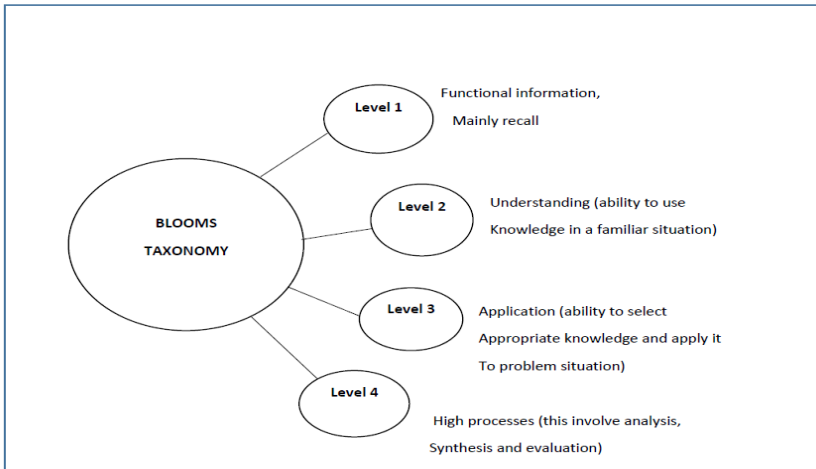 BLOOMS
TAXONOMY
Level 1
Functional information,
Mainly recall
Level 2
Understanding (ability to use
Knowledge in a familiar situation)
Level 3
Application (ability to select
Appropriate knowledge and apply it
To problem situation)
Level 4
High processes (this involve analysis,
Synthesis and evaluation)